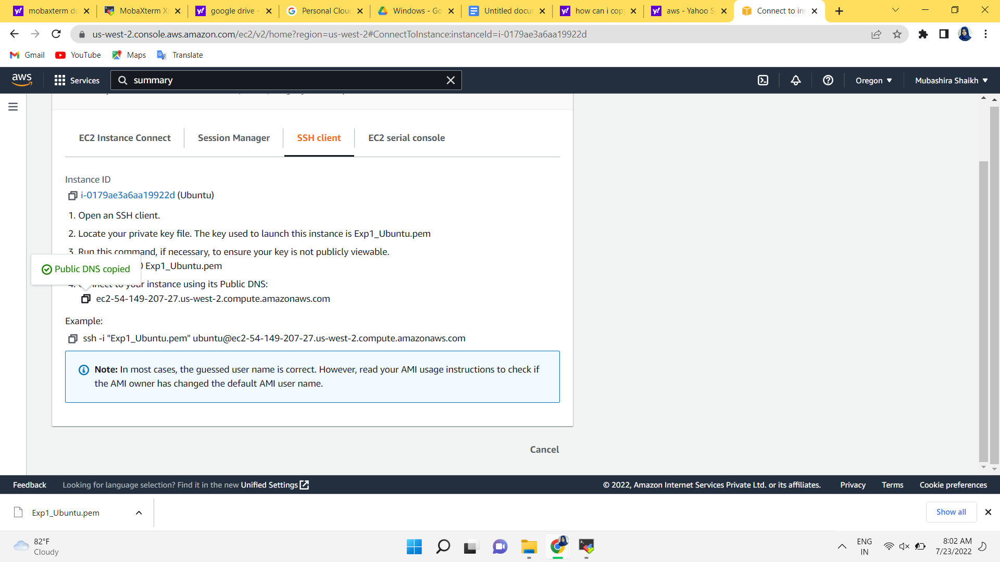 mobaxterm do
MobaXterm Xs
google drive -
Personal Clou
Windows - Go
Untitled docum
how can i copy
aws - Yahoo S
Connect to ins
us-west-2.console.aws.amazon.com/ec2/v2/home?region=us-west-2#ConnectToInstance:instanceId=i-0179ae3a6aa19922d
Gmail YouTube Maps Translate
aws Services summary Oregon Mubashira Shaikh
EC2 Instance Connect Session Manager SSH client EC2 serial console
Instance ID
i-0179ae3a6aa19922d (Ubuntu)
1. Open an SSH client.
2. Locate your private key file. The key used to launch this instance is Exp1_Ubuntu.pem
3. Run this command, if necessary, to ensure your key is not publicly viewable.
Exp1_Ubuntu.pem
Public DNS copied
4. Connect to your instance using its Public DNS:
ec2-54-149-207-27.us-west-2.compute.amazonaws.com
Example:
ssh -i "Exp1_Ubuntu.pem" ubuntu@ec2-54-149-207-27.us-west-2.compute.amazonaws.com
Note: In most cases, the guessed user name is correct. However, read your AMI usage instructions to check if
the AMI owner has changed the default AMI user name.
Cancel
Feedback Looking for language selection? Find it in the new Unified Settings © 2022, Amazon Internet Services Private Ltd. or its affiliates. Privacy Terms Cookie preferences
Exp1_Ubuntu.pem Show all
82°F
Cloudy
ENG
IN
8:02 AM
7/23/2022